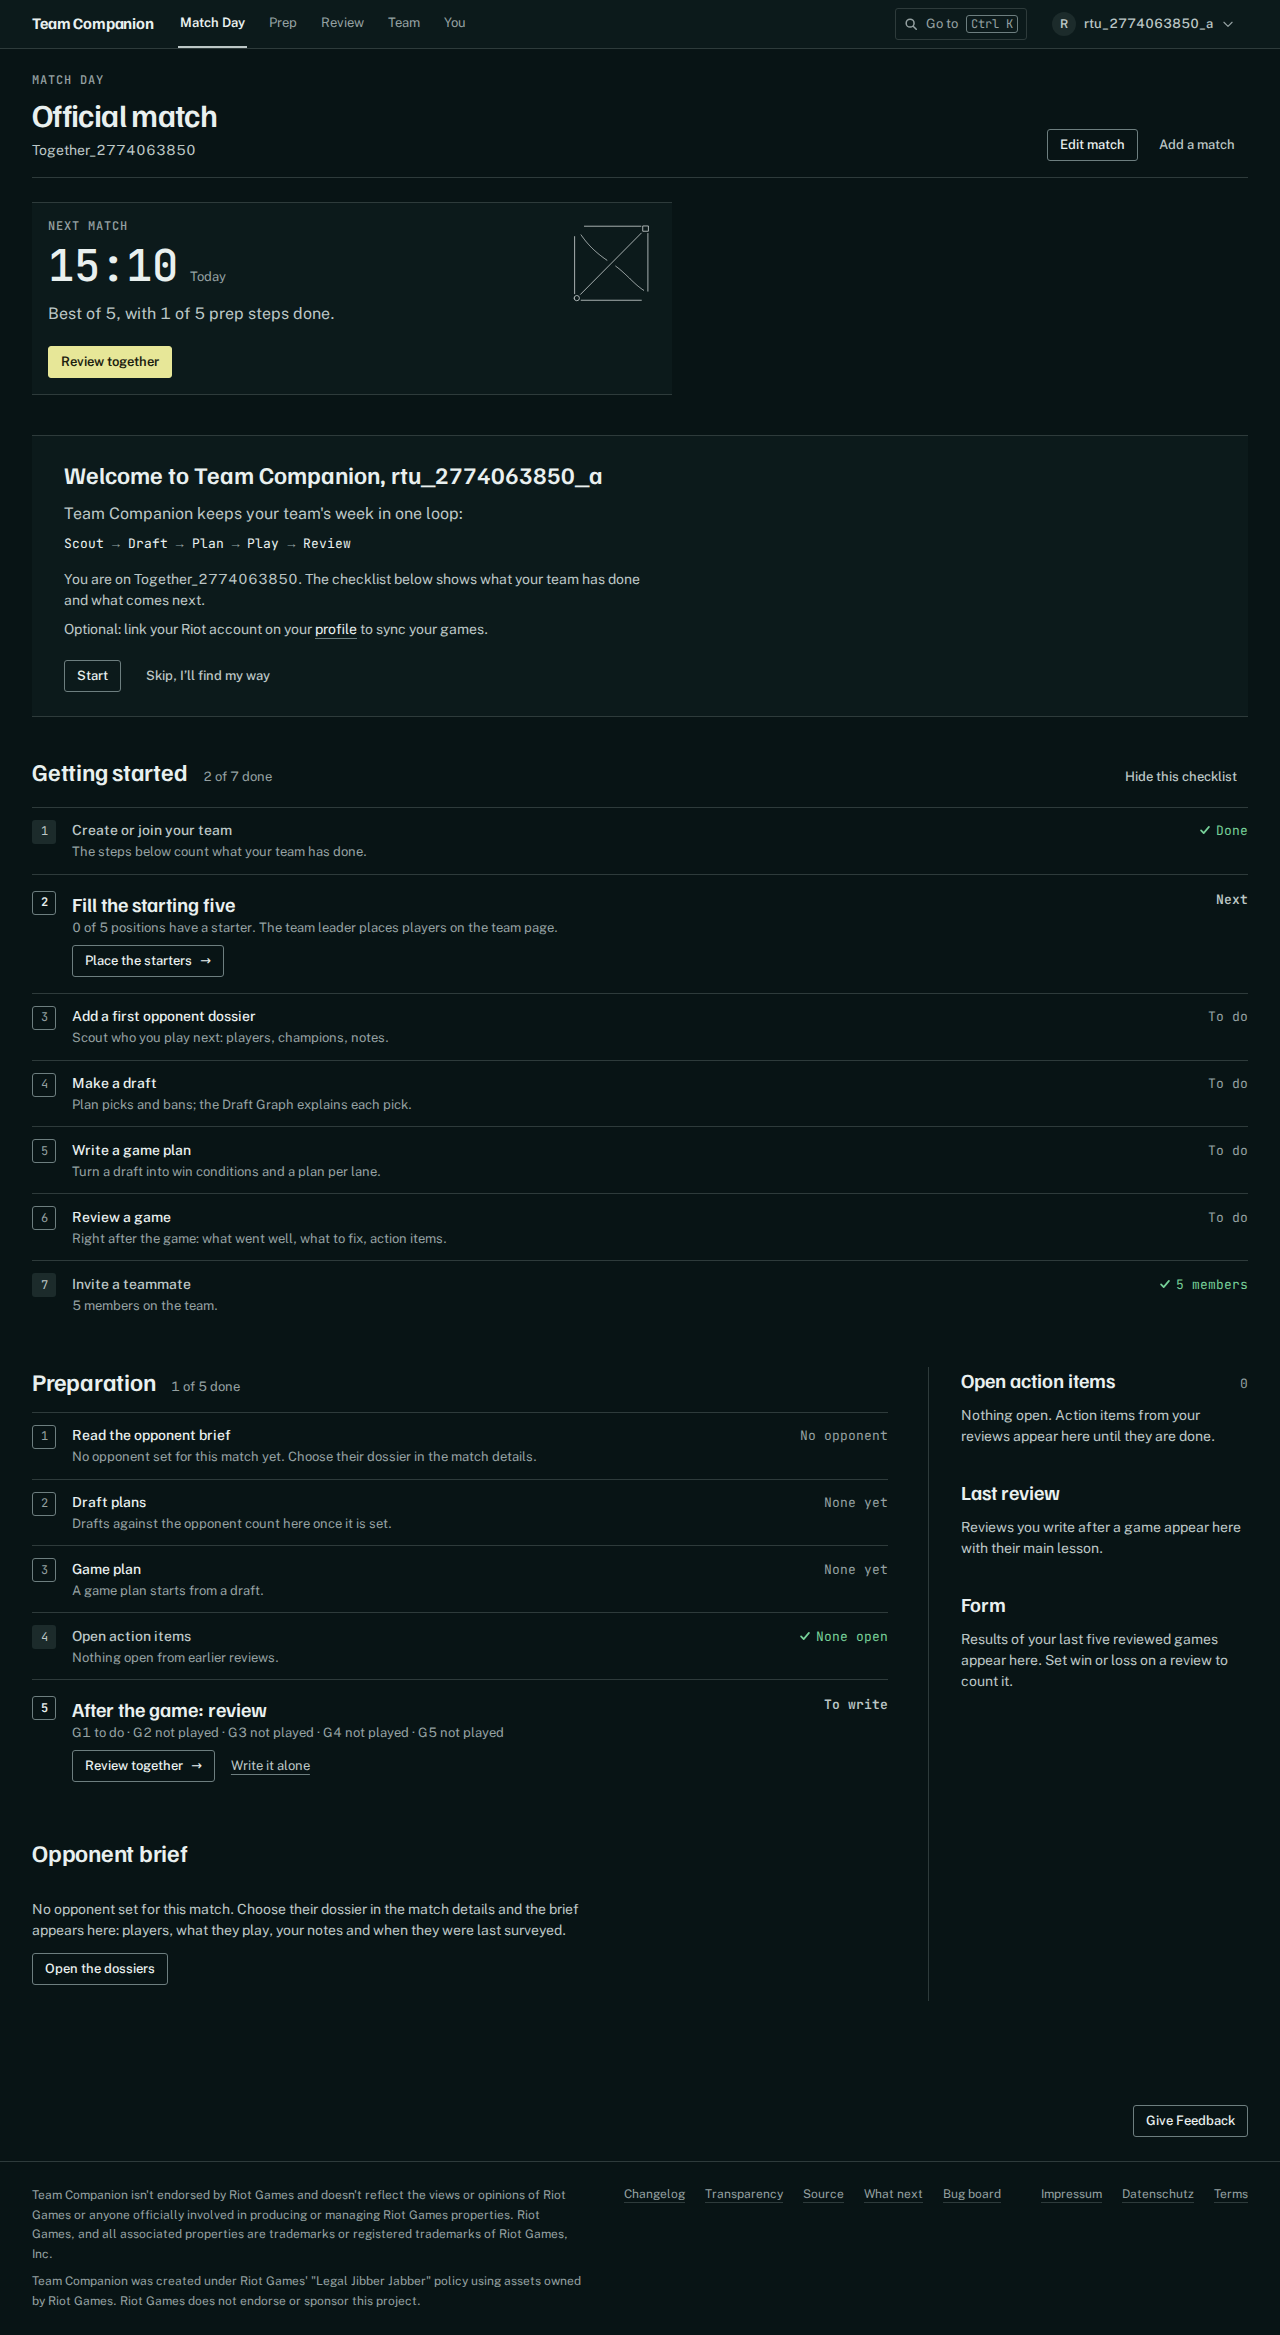 Team Companion
Match Day
Prep
Review
Team
You
Go to
Ctrl K
R
rtu_2774063850_a
MATCH DAY
Official match
Together_2774063850
Edit match
Add a match
NEXT MATCH
15:10
Today
Best of 5, with 1 of 5 prep steps done.
Review together
Welcome to Team Companion, rtu_2774063850_a
Team Companion keeps your team's week in one loop:
Scout → Draft → Plan → Play → Review
You are on Together_2774063850. The checklist below shows what your team has done
and what comes next.
Optional: link your Riot account on your profile to sync your games.
Start
Skip, I'll find my way
Getting started
2 of 7 done
Hide this checklist
1
Create or join your team
Done
The steps below count what your team has done.
2
Fill the starting five
Next
0 of 5 positions have a starter. The team leader places players on the team page.
Place the starters →
3
Add a first opponent dossier
To do
Scout who you play next: players, champions, notes.
4
Make a draft
To do
Plan picks and bans; the Draft Graph explains each pick.
5
Write a game plan
To do
Turn a draft into win conditions and a plan per lane.
6
Review a game
To do
Right after the game: what went well, what to fix, action items.
7
Invite a teammate
5 members
5 members on the team.
Preparation
1 of 5 done
1
Read the opponent brief
No opponent
No opponent set for this match yet. Choose their dossier in the match details.
2
Draft plans
None yet
Drafts against the opponent count here once it is set.
3
Game plan
None yet
A game plan starts from a draft.
4
Open action items
None open
Nothing open from earlier reviews.
5
After the game: review
To write
G1 to do · G2 not played · G3 not played · G4 not played · G5 not played
Review together →
Write it alone
Opponent brief
No opponent set for this match. Choose their dossier in the match details and the brief
appears here: players, what they play, your notes and when they were last surveyed.
Open the dossiers
Open action items
0
Nothing open. Action items from your
reviews appear here until they are done.
Last review
Reviews you write after a game appear here
with their main lesson.
Form
Results of your last five reviewed games
appear here. Set win or loss on a review to
count it.
Give Feedback
Team Companion isn't endorsed by Riot Games and doesn't reflect the views or opinions of Riot
Games or anyone officially involved in producing or managing Riot Games properties. Riot
Games, and all associated properties are trademarks or registered trademarks of Riot Games,
Inc.
Team Companion was created under Riot Games' "Legal Jibber Jabber" policy using assets owned
by Riot Games. Riot Games does not endorse or sponsor this project.
Changelog
Transparency
Source
What next
Bug board
Impressum
Datenschutz
Terms